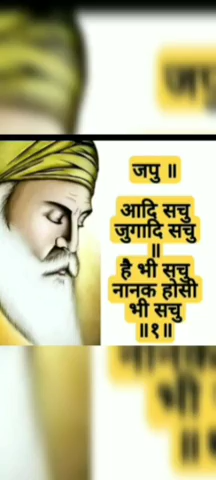 जपु ॥
आदि सचु
जुगादि सचु
॥
है भी सचु
नानक होसी
भी सचु
॥१॥